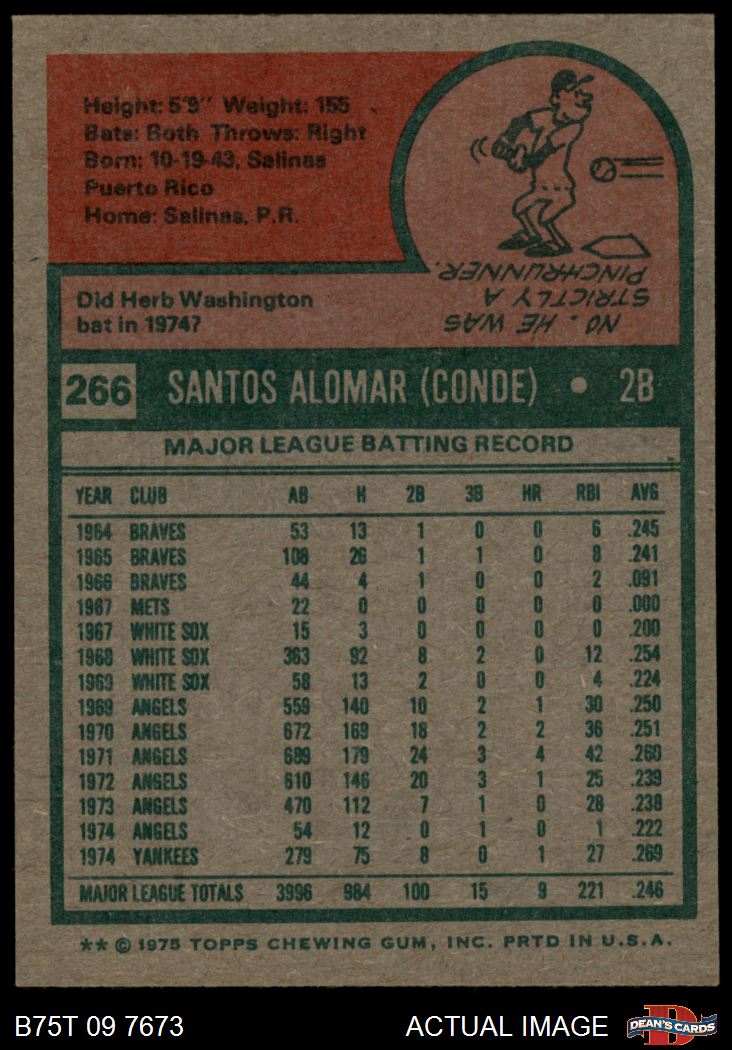 Height: 5'9" Weight: 155
Bats: Both Throws: Right
Born: 10-19-43, Salinas
Puerto Rico
Home: Salinas, P.R.
Did Herb Washington
bat in 1974?
NO. HE WAS
STRICTLY A
PINCHRUNNER.
266 SANTOS ALOMAR (CONDE) • 2B
MAJOR LEAGUE BATTING RECORD
YEAR CLUB AB H 2B 3B HR RBI AVG
1964 BRAVES 53 13 1 0 0 6 .245
1965 BRAVES 108 26 1 1 0 8 .241
1966 BRAVES 44 4 1 0 0 2 .091
1967 METS 22 0 0 0 0 0 .000
1967 WHITE SOX 15 3 0 0 0 0 .200
1968 WHITE SOX 363 92 8 2 0 12 .254
1969 WHITE SOX 58 13 2 0 0 4 .224
1969 ANGELS 559 140 10 2 1 30 .250
1970 ANGELS 672 169 18 2 2 36 .251
1971 ANGELS 689 179 24 3 4 42 .260
1972 ANGELS 610 146 20 3 1 25 .239
1973 ANGELS 470 112 7 1 0 28 .238
1974 ANGELS 54 12 0 1 0 1 .222
1974 YANKEES 279 75 8 0 1 27 .269
MAJOR LEAGUE TOTALS 3996 984 100 15 9 221 .246
** © 1975 TOPPS CHEWING GUM, INC. PRTD IN U.S.A.
B75T 09 7673 ACTUAL IMAGE DEAN'S CARDS